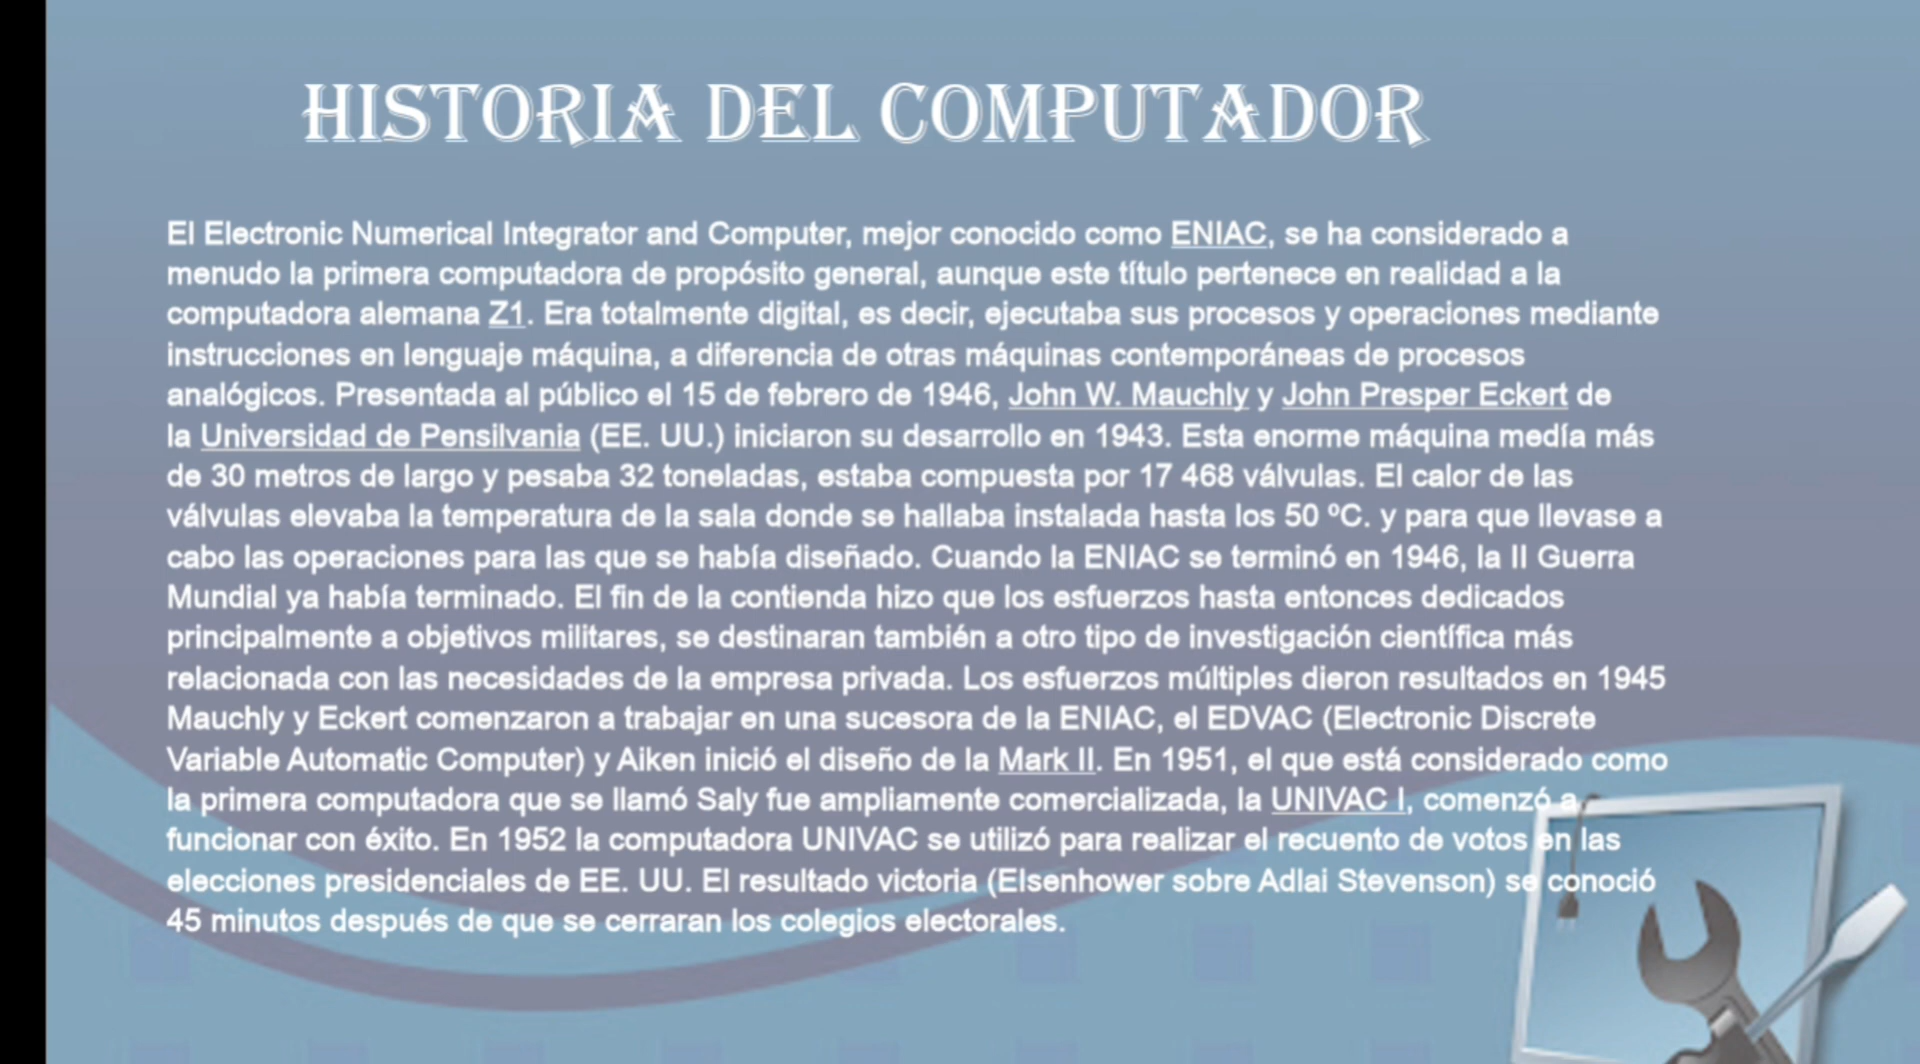 HISTORIA DEL COMPUTADOR
El Electronic Numerical Integrator and Computer, mejor conocido como ENIAC, se ha considerado a
menudo la primera computadora de propósito general, aunque este título pertenece en realidad a la
computadora alemana Z1. Era totalmente digital, es decir, ejecutaba sus procesos y operaciones mediante
instrucciones en lenguaje máquina, a diferencia de otras máquinas contemporáneas de procesos
analógicos. Presentada al público el 15 de febrero de 1946, John W. Mauchly y John Presper Eckert de
la Universidad de Pensilvania (EE. UU.) iniciaron su desarrollo en 1943. Esta enorme máquina medía más
de 30 metros de largo y pesaba 32 toneladas, estaba compuesta por 17 468 válvulas. El calor de las
válvulas elevaba la temperatura de la sala donde se hallaba instalada hasta los 50 ºC. y para que llevase a
cabo las operaciones para las que se había diseñado. Cuando la ENIAC se terminó en 1946, la II Guerra
Mundial ya había terminado. El fin de la contienda hizo que los esfuerzos hasta entonces dedicados
principalmente a objetivos militares, se destinaran también a otro tipo de investigación científica más
relacionada con las necesidades de la empresa privada. Los esfuerzos múltiples dieron resultados en 1945
Mauchly y Eckert comenzaron a trabajar en una sucesora de la ENIAC, el EDVAC (Electronic Discrete
Variable Automatic Computer) y Aiken inició el diseño de la Mark II. En 1951, el que está considerado como
la primera computadora que se llamó Saly fue ampliamente comercializada, la UNIVAC I, comenzó a
funcionar con éxito. En 1952 la computadora UNIVAC se utilizó para realizar el recuento de votos en las
elecciones presidenciales de EE. UU. El resultado victoria (EIsenhower sobre Adlai Stevenson) se conoció
45 minutos después de que se cerraran los colegios electorales.